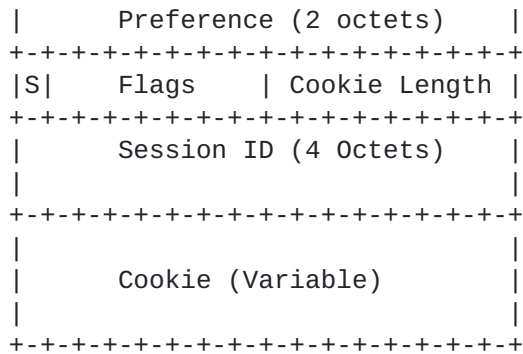 |      Preference (2 octets)    |
+-+-+-+-+-+-+-+-+-+-+-+-+-+-+-+-+
|S|    Flags    | Cookie Length |
+-+-+-+-+-+-+-+-+-+-+-+-+-+-+-+-+
|      Session ID (4 Octets)    |
|                               |
+-+-+-+-+-+-+-+-+-+-+-+-+-+-+-+-+
|                               |
|      Cookie (Variable)        |
|                               |
+-+-+-+-+-+-+-+-+-+-+-+-+-+-+-+-+